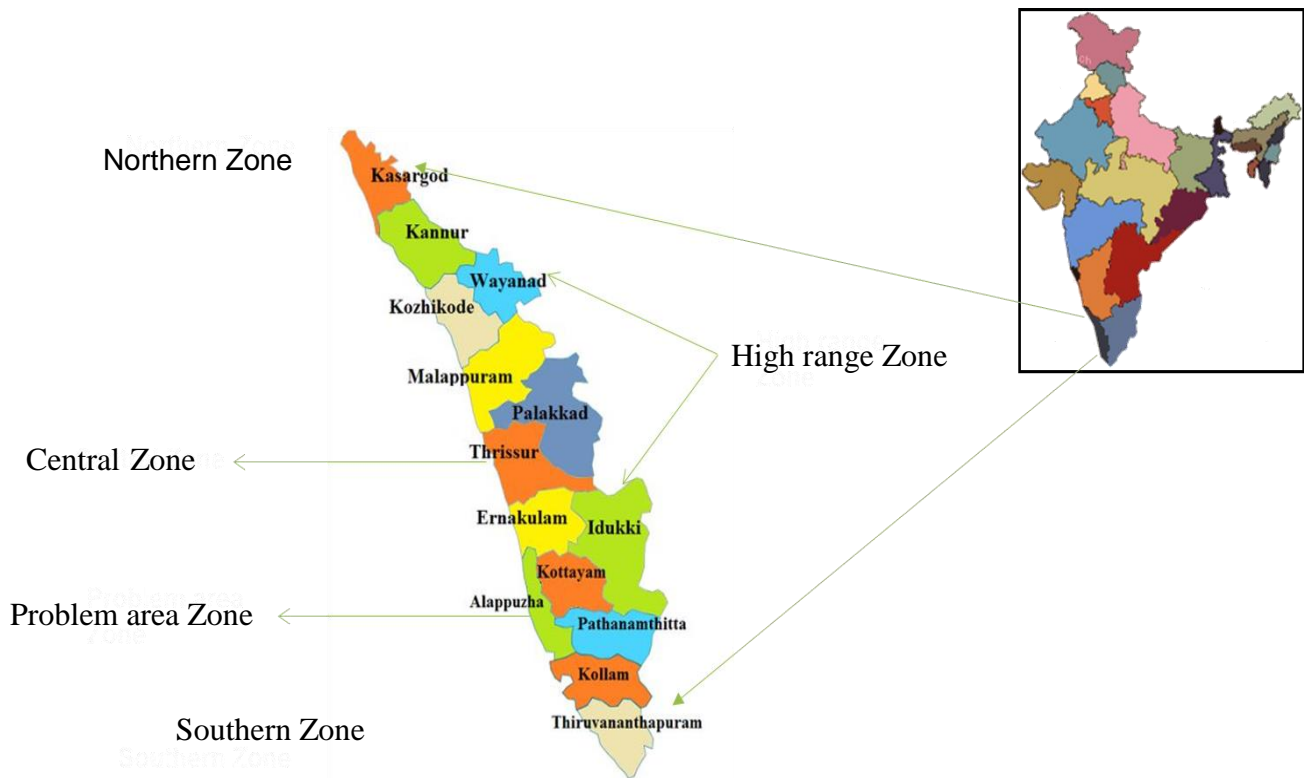 Northern Zone
Kasargod
Kannur
Wayanad
Kozhikode
High range Zone
Malappuram
Palakkad
Thrissur
Central Zone
Ernakulam
Idukki
Kottayam
Alappuzha
Problem area Zone
Pathanamthitta
Kollam
Thiruvananthapuram
Southern Zone